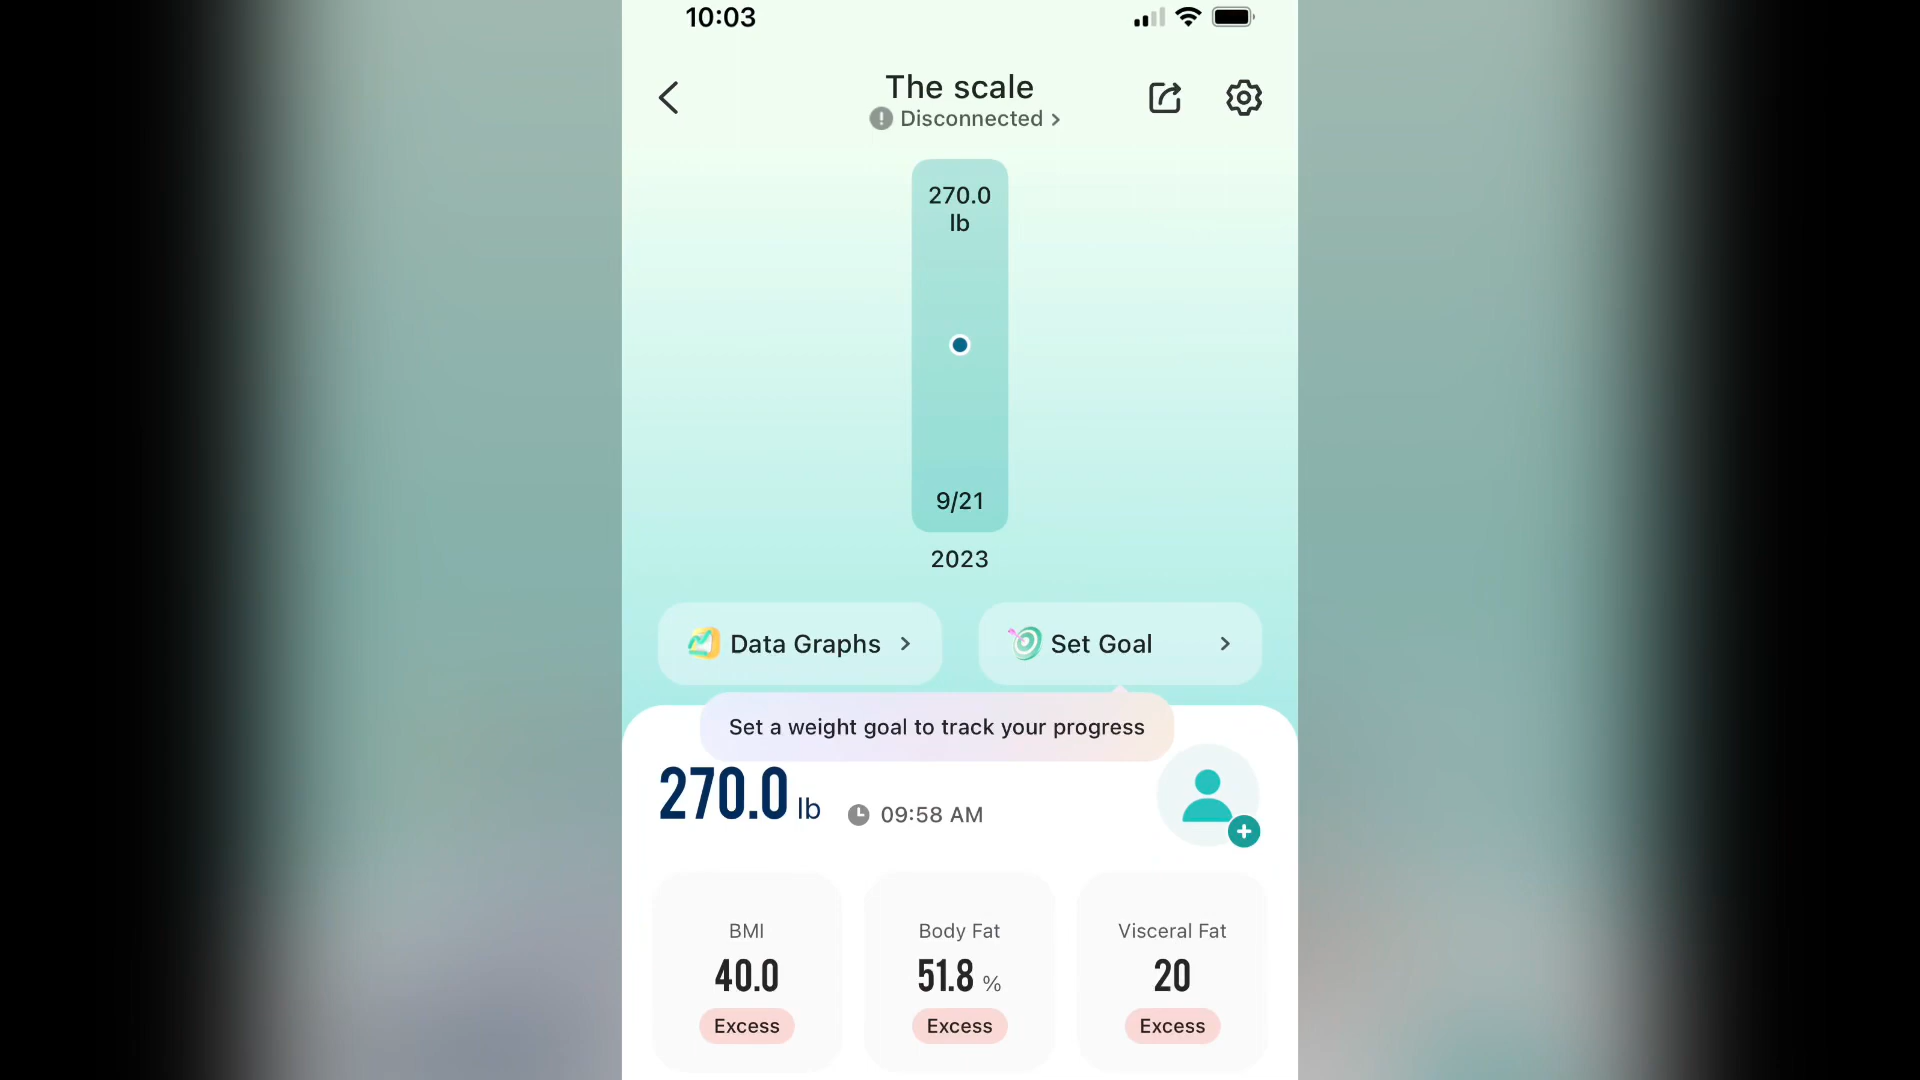 10:03
The scale
Disconnected >
270.0
lb
9/21
2023
Data Graphs >
Set Goal >
Set a weight goal to track your progress
270.0 lb 09:58 AM
BMI
40.0
Excess
Body Fat
51.8 %
Excess
Visceral Fat
20
Excess